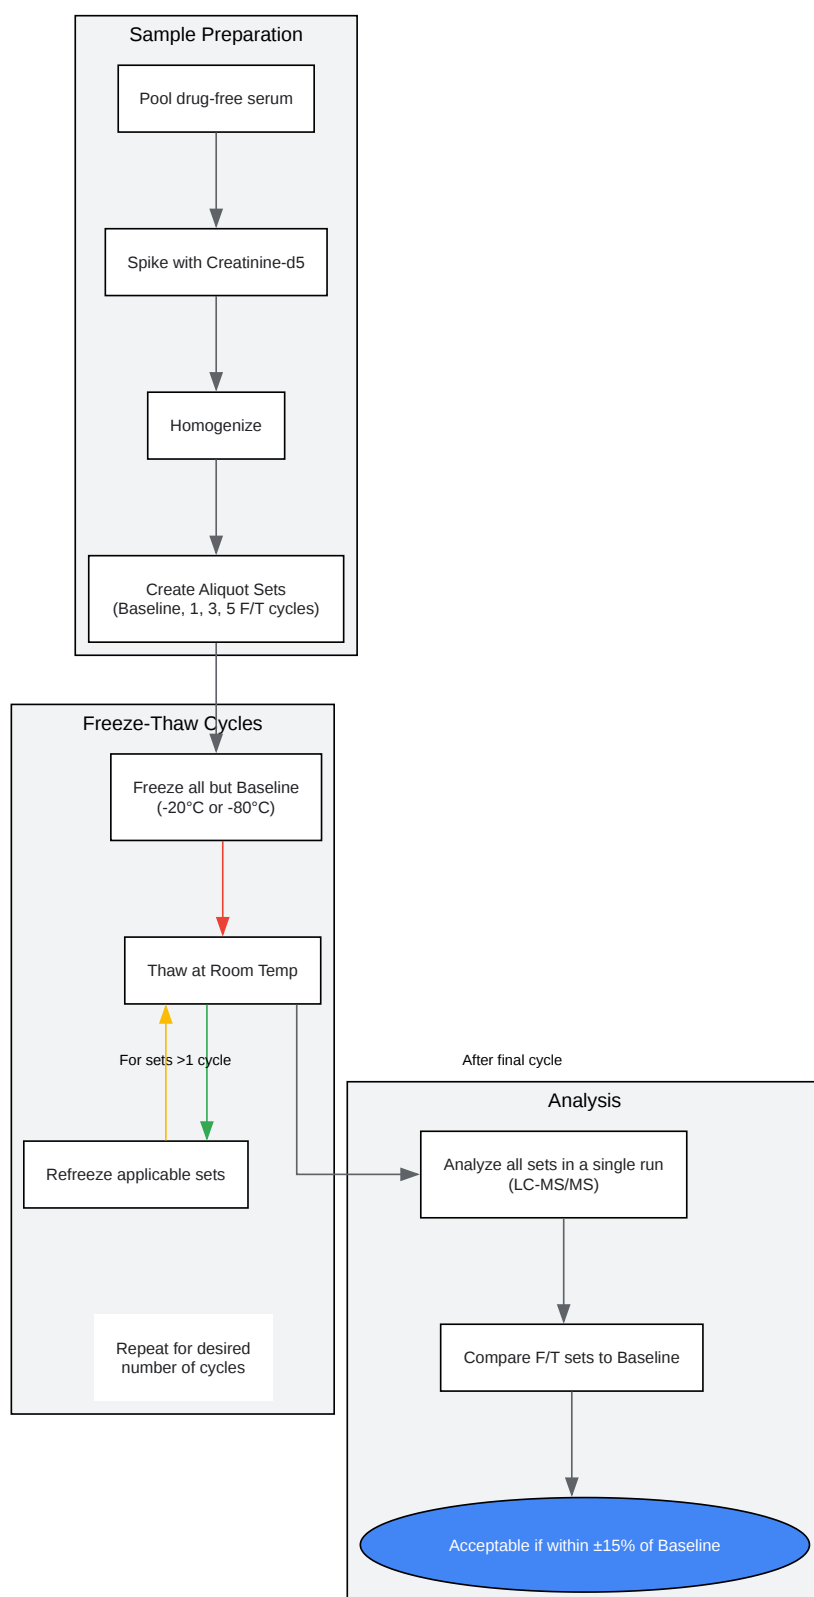 Sample Preparation
Pool drug-free serum
Spike with Creatinine-d5
Homogenize
Create Aliquot Sets
(Baseline, 1, 3, 5 F/T cycles)
Freeze-Thaw Cycles
Freeze all but Baseline
(-20°C or -80°C)
Thaw at Room Temp
For sets >1 cycle
After final cycle
Refreeze applicable sets
Repeat for desired
number of cycles
Analysis
Analyze all sets in a single run
(LC-MS/MS)
Compare F/T sets to Baseline
Acceptable if within ±15% of Baseline